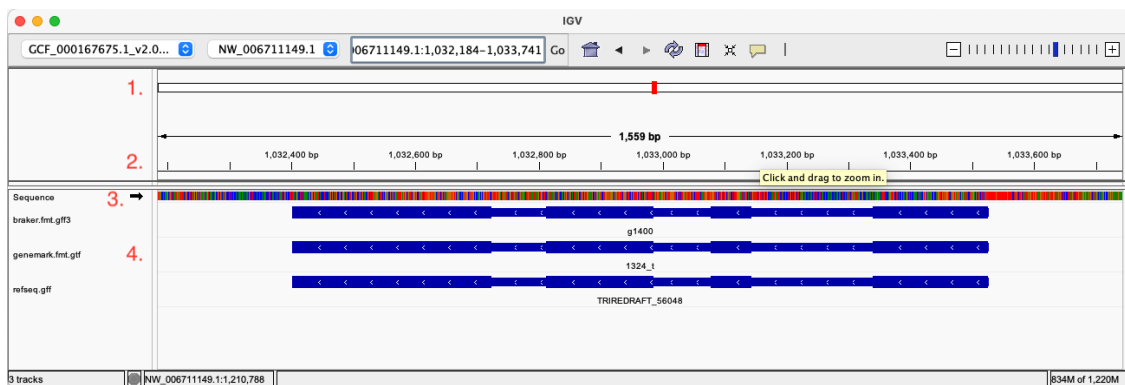 IGV
GCF_000167675.1_v2.0... NW_006711149.1 006711149.1:1,032,184-1,033,741 Go
1.
1,559 bp
1,032,400 bp 1,032,600 bp 1,032,800 bp 1,033,000 bp 1,033,200 bp 1,033,400 bp 1,033,600 bp
2.
Click and drag to zoom in.
Sequence 3.
braker.fmt.gff3
g1400
genemark.fmt.gtf 4.
1324_t
refseq.gff
TRIREDRAFT_56048
3 tracks NW_006711149.1:1,210,788 834M of 1,220M